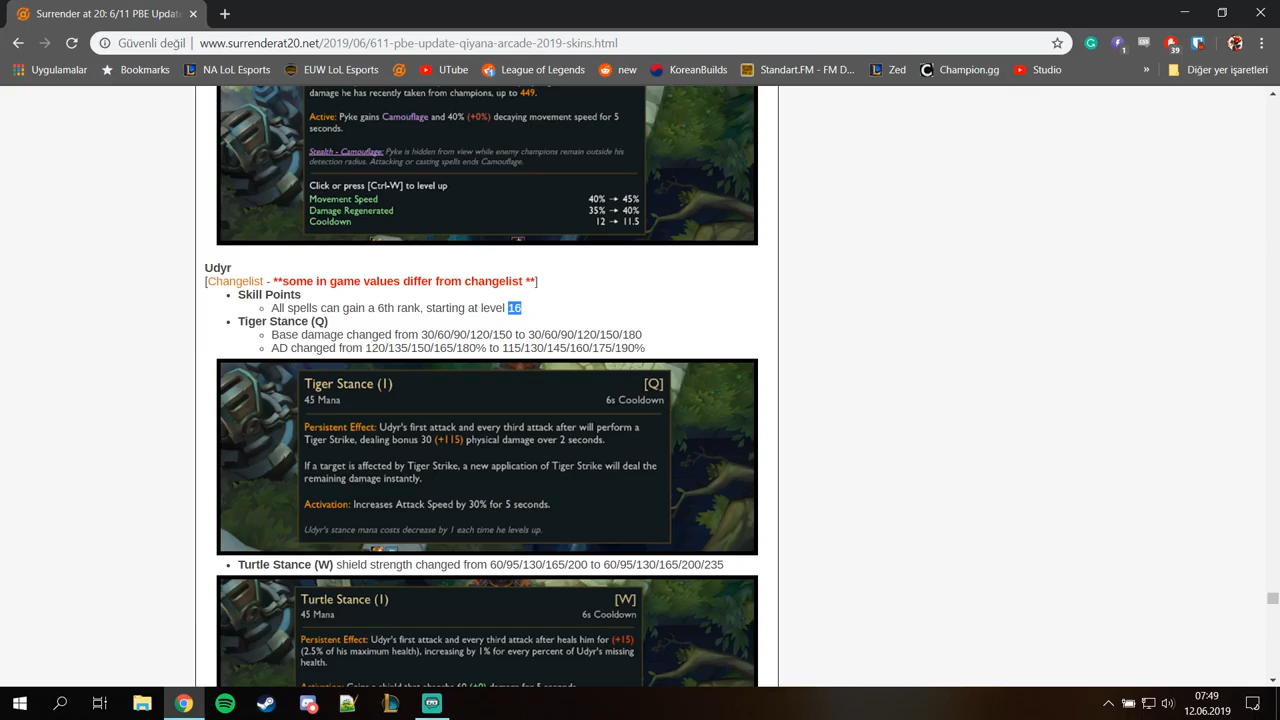 Surrender at 20: 6/11 PBE Updat
Güvenli değil
www.surrenderat20.net/2019/06/611-pbe-update-qiyana-arcade-2019-skins.html
1
39
Uygulamalar
Bookmarks
NA LoL Esports
EUW LoL Esports
UTube
League of Legends
new
KoreanBuilds
Standart.FM - FM D...
Zed
Champion.gg
Studio
»
Diğer yer işaretleri
damage he has recently taken from champions, up to 449.
Active: Pyke gains Camouflage and 40% (+0%) decaying movement speed for 5
seconds.
Stealth - Camouflage: Pyke is hidden from view while enemy champions remain outside his
detection radius. Attacking or casting spells ends Camouflage.
Click or press [Ctrl-W] to level up
Movement Speed 40% → 45%
Damage Regenerated 35% → 40%
Cooldown 12 → 11.5
Udyr
[Changelist - **some in game values differ from changelist **]
Skill Points
All spells can gain a 6th rank, starting at level 16
Tiger Stance (Q)
Base damage changed from 30/60/90/120/150 to 30/60/90/120/150/180
AD changed from 120/135/150/165/180% to 115/130/145/160/175/190%
Tiger Stance (1) [Q]
45 Mana 6s Cooldown
Persistent Effect: Udyr's first attack and every third attack after will perform a
Tiger Strike, dealing bonus 30 (+115) physical damage over 2 seconds.
If a target is affected by Tiger Strike, a new application of Tiger Strike will deal the
remaining damage instantly.
Activation: Increases Attack Speed by 30% for 5 seconds.
Udyr's stance mana costs decrease by 1 each time he levels up.
Turtle Stance (W) shield strength changed from 60/95/130/165/200 to 60/95/130/165/200/235
Turtle Stance (1) [W]
45 Mana 6s Cooldown
Persistent Effect: Udyr's first attack and every third attack after heals him for (+15)
(2.5% of his maximum health), increasing by 1% for every percent of Udyr's missing
health.
Activation: Gains a shield that absorbs 60 (+0) damage for 5 seconds.
07:49
12.06.2019